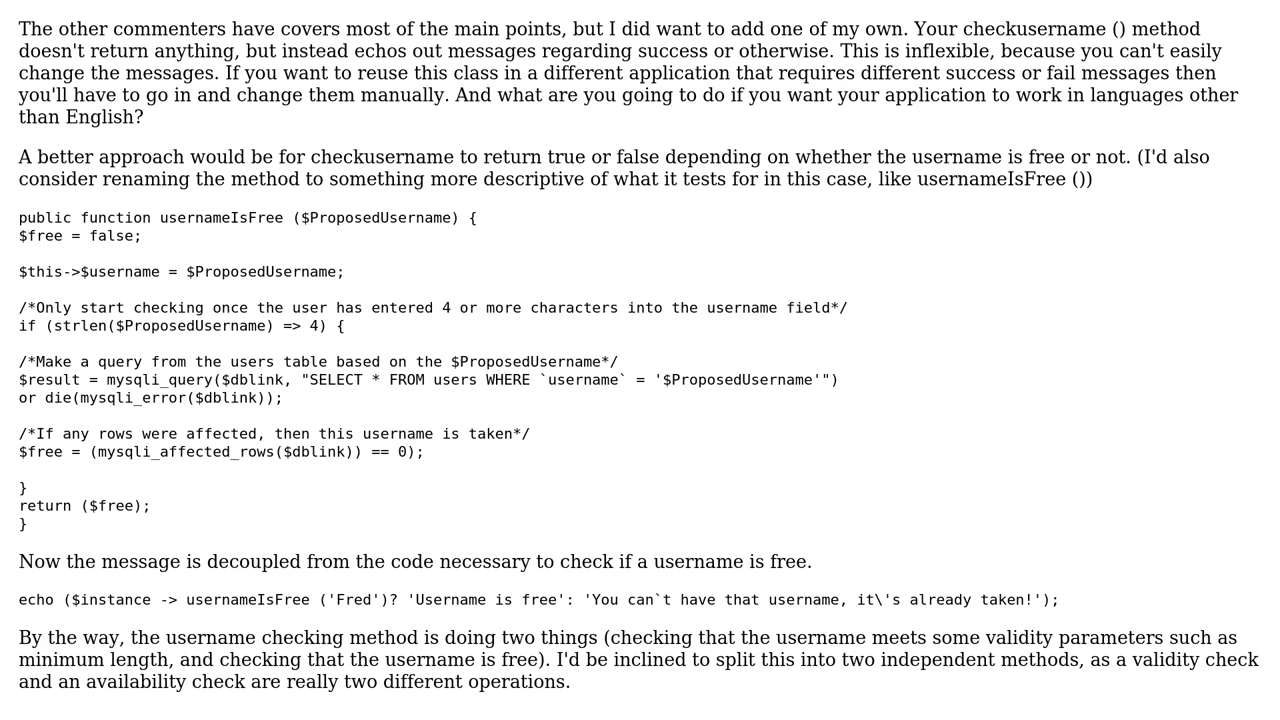 The other commenters have covers most of the main points, but I did want to add one of my own. Your checkusername () method
doesn't return anything, but instead echos out messages regarding success or otherwise. This is inflexible, because you can't easily
change the messages. If you want to reuse this class in a different application that requires different success or fail messages then
you'll have to go in and change them manually. And what are you going to do if you want your application to work in languages other
than English?
A better approach would be for checkusername to return true or false depending on whether the username is free or not. (I'd also
consider renaming the method to something more descriptive of what it tests for in this case, like usernameIsFree ())
public function usernameIsFree ($ProposedUsername) {
$free = false;
$this->$username = $ProposedUsername;
/*Only start checking once the user has entered 4 or more characters into the username field*/
if (strlen($ProposedUsername) => 4) {
/*Make a query from the users table based on the $ProposedUsername*/
$result = mysqli_query($dblink, "SELECT * FROM users WHERE `username` = '$ProposedUsername'")
or die(mysqli_error($dblink));
/*If any rows were affected, then this username is taken*/
$free = (mysqli_affected_rows($dblink)) == 0);
}
return ($free);
}
Now the message is decoupled from the code necessary to check if a username is free.
echo ($instance -> usernameIsFree ('Fred')? 'Username is free': 'You can`t have that username, it\'s already taken!');
By the way, the username checking method is doing two things (checking that the username meets some validity parameters such as
minimum length, and checking that the username is free). I'd be inclined to split this into two independent methods, as a validity check
and an availability check are really two different operations.